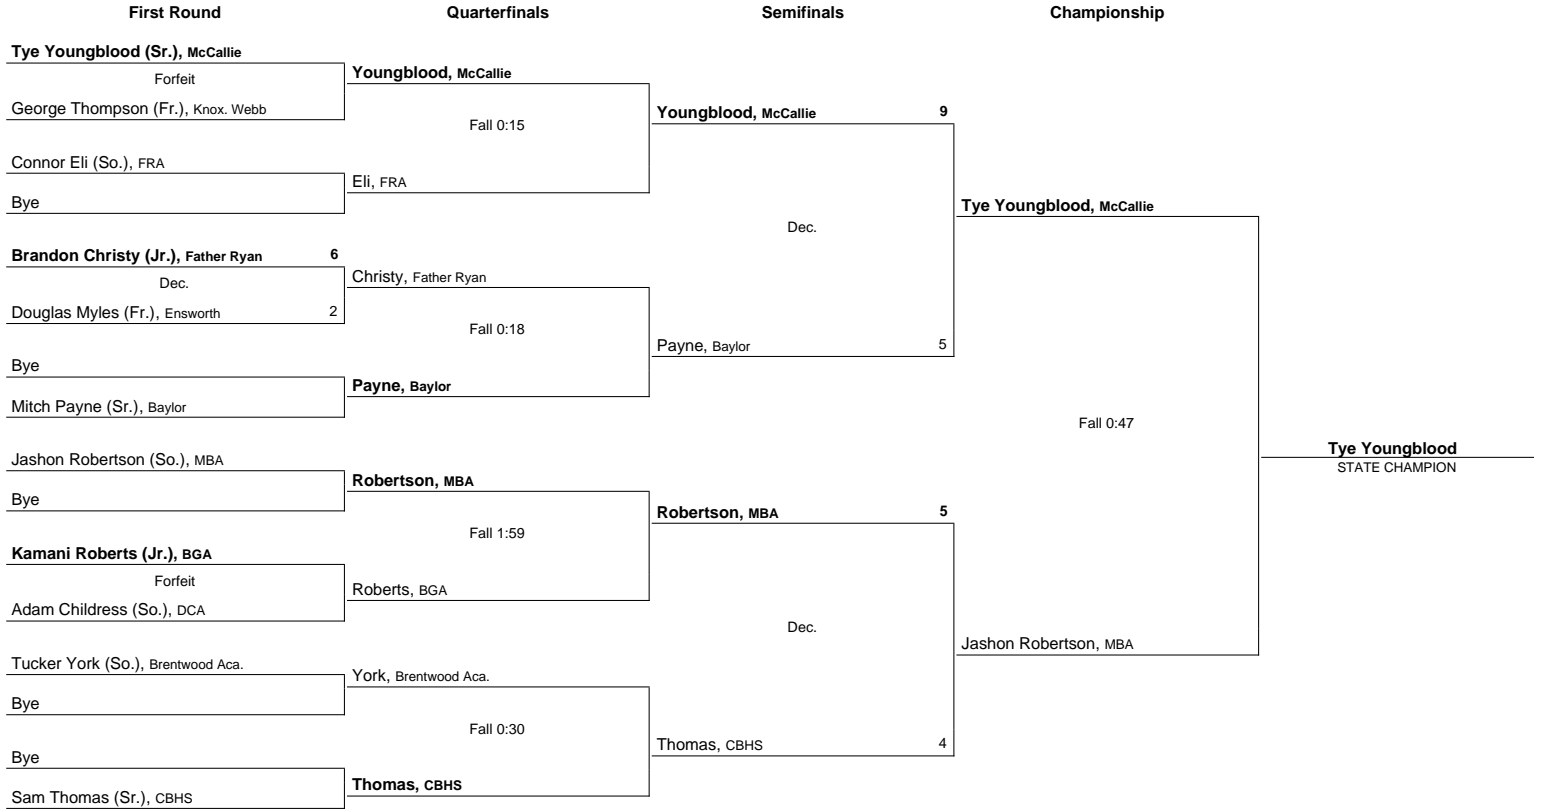 First Round
Quarterfinals
Semifinals
Championship
Tye Youngblood (Sr.), McCallie
Forfeit
George Thompson (Fr.), Knox. Webb
Connor Eli (So.), FRA
Bye
Brandon Christy (Jr.), Father Ryan 6
Dec.
Douglas Myles (Fr.), Ensworth 2
Bye
Mitch Payne (Sr.), Baylor
Jashon Robertson (So.), MBA
Bye
Kamani Roberts (Jr.), BGA
Forfeit
Adam Childress (So.), DCA
Tucker York (So.), Brentwood Aca.
Bye
Bye
Sam Thomas (Sr.), CBHS
Youngblood, McCallie
Fall 0:15
Eli, FRA
Christy, Father Ryan
Fall 0:18
Payne, Baylor
Robertson, MBA
Fall 1:59
Roberts, BGA
York, Brentwood Aca.
Fall 0:30
Thomas, CBHS
Youngblood, McCallie 9
Dec.
Payne, Baylor 5
Robertson, MBA 5
Dec.
Thomas, CBHS 4
Tye Youngblood, McCallie
Fall 0:47
Jashon Robertson, MBA
Tye Youngblood
STATE CHAMPION